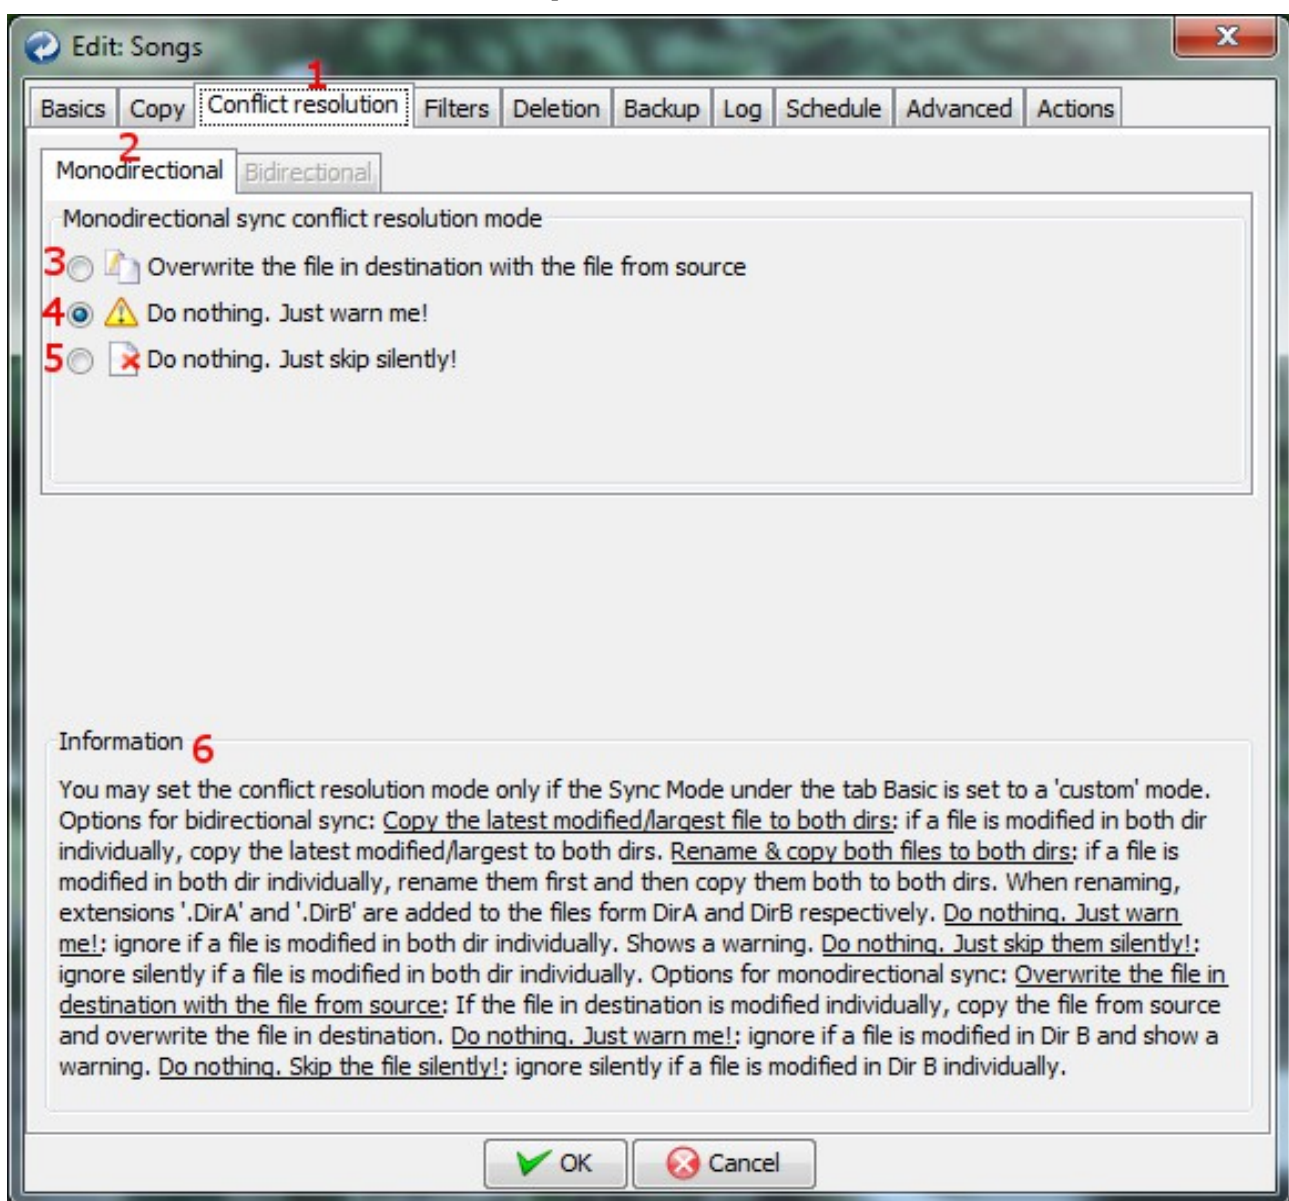 Edit: Songs
1
Basics Copy Conflict resolution Filters Deletion Backup Log Schedule Advanced Actions
2
Monodirectional Bidirectional
Monodirectional sync conflict resolution mode
3 Overwrite the file in destination with the file from source
4 Do nothing. Just warn me!
5 Do nothing. Just skip silently!
Information 6
You may set the conflict resolution mode only if the Sync Mode under the tab Basic is set to a 'custom' mode.
Options for bidirectional sync: Copy the latest modified/largest file to both dirs: if a file is modified in both dir
individually, copy the latest modified/largest to both dirs. Rename & copy both files to both dirs: if a file is
modified in both dir individually, rename them first and then copy them both to both dirs. When renaming,
extensions '.DirA' and '.DirB' are added to the files form DirA and DirB respectively. Do nothing. Just warn
me!: ignore if a file is modified in both dir individually. Shows a warning. Do nothing. Just skip them silently!:
ignore silently if a file is modified in both dir individually. Options for monodirectional sync: Overwrite the file in
destination with the file from source: If the file in destination is modified individually, copy the file from source
and overwrite the file in destination. Do nothing. Just warn me!: ignore if a file is modified in Dir B and show a
warning. Do nothing. Skip the file silently!: ignore silently if a file is modified in Dir B individually.
OK Cancel